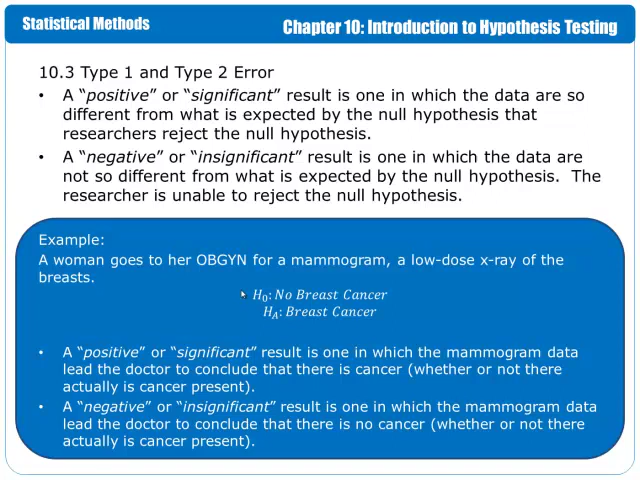 Statistical Methods
Chapter 10: Introduction to Hypothesis Testing
10.3 Type 1 and Type 2 Error
• A “positive” or “significant” result is one in which the data are so
different from what is expected by the null hypothesis that
researchers reject the null hypothesis.
• A “negative” or “insignificant” result is one in which the data are
not so different from what is expected by the null hypothesis.  The
researcher is unable to reject the null hypothesis.
Example:
A woman goes to her OBGYN for a mammogram, a low-dose x-ray of the
breasts.
H₀: No Breast Cancer
H_A: Breast Cancer
• A “positive” or “significant” result is one in which the mammogram data
lead the doctor to conclude that there is cancer (whether or not there
actually is cancer present).
• A “negative” or “insignificant” result is one in which the mammogram data
lead the doctor to conclude that there is no cancer (whether or not there
actually is cancer present).